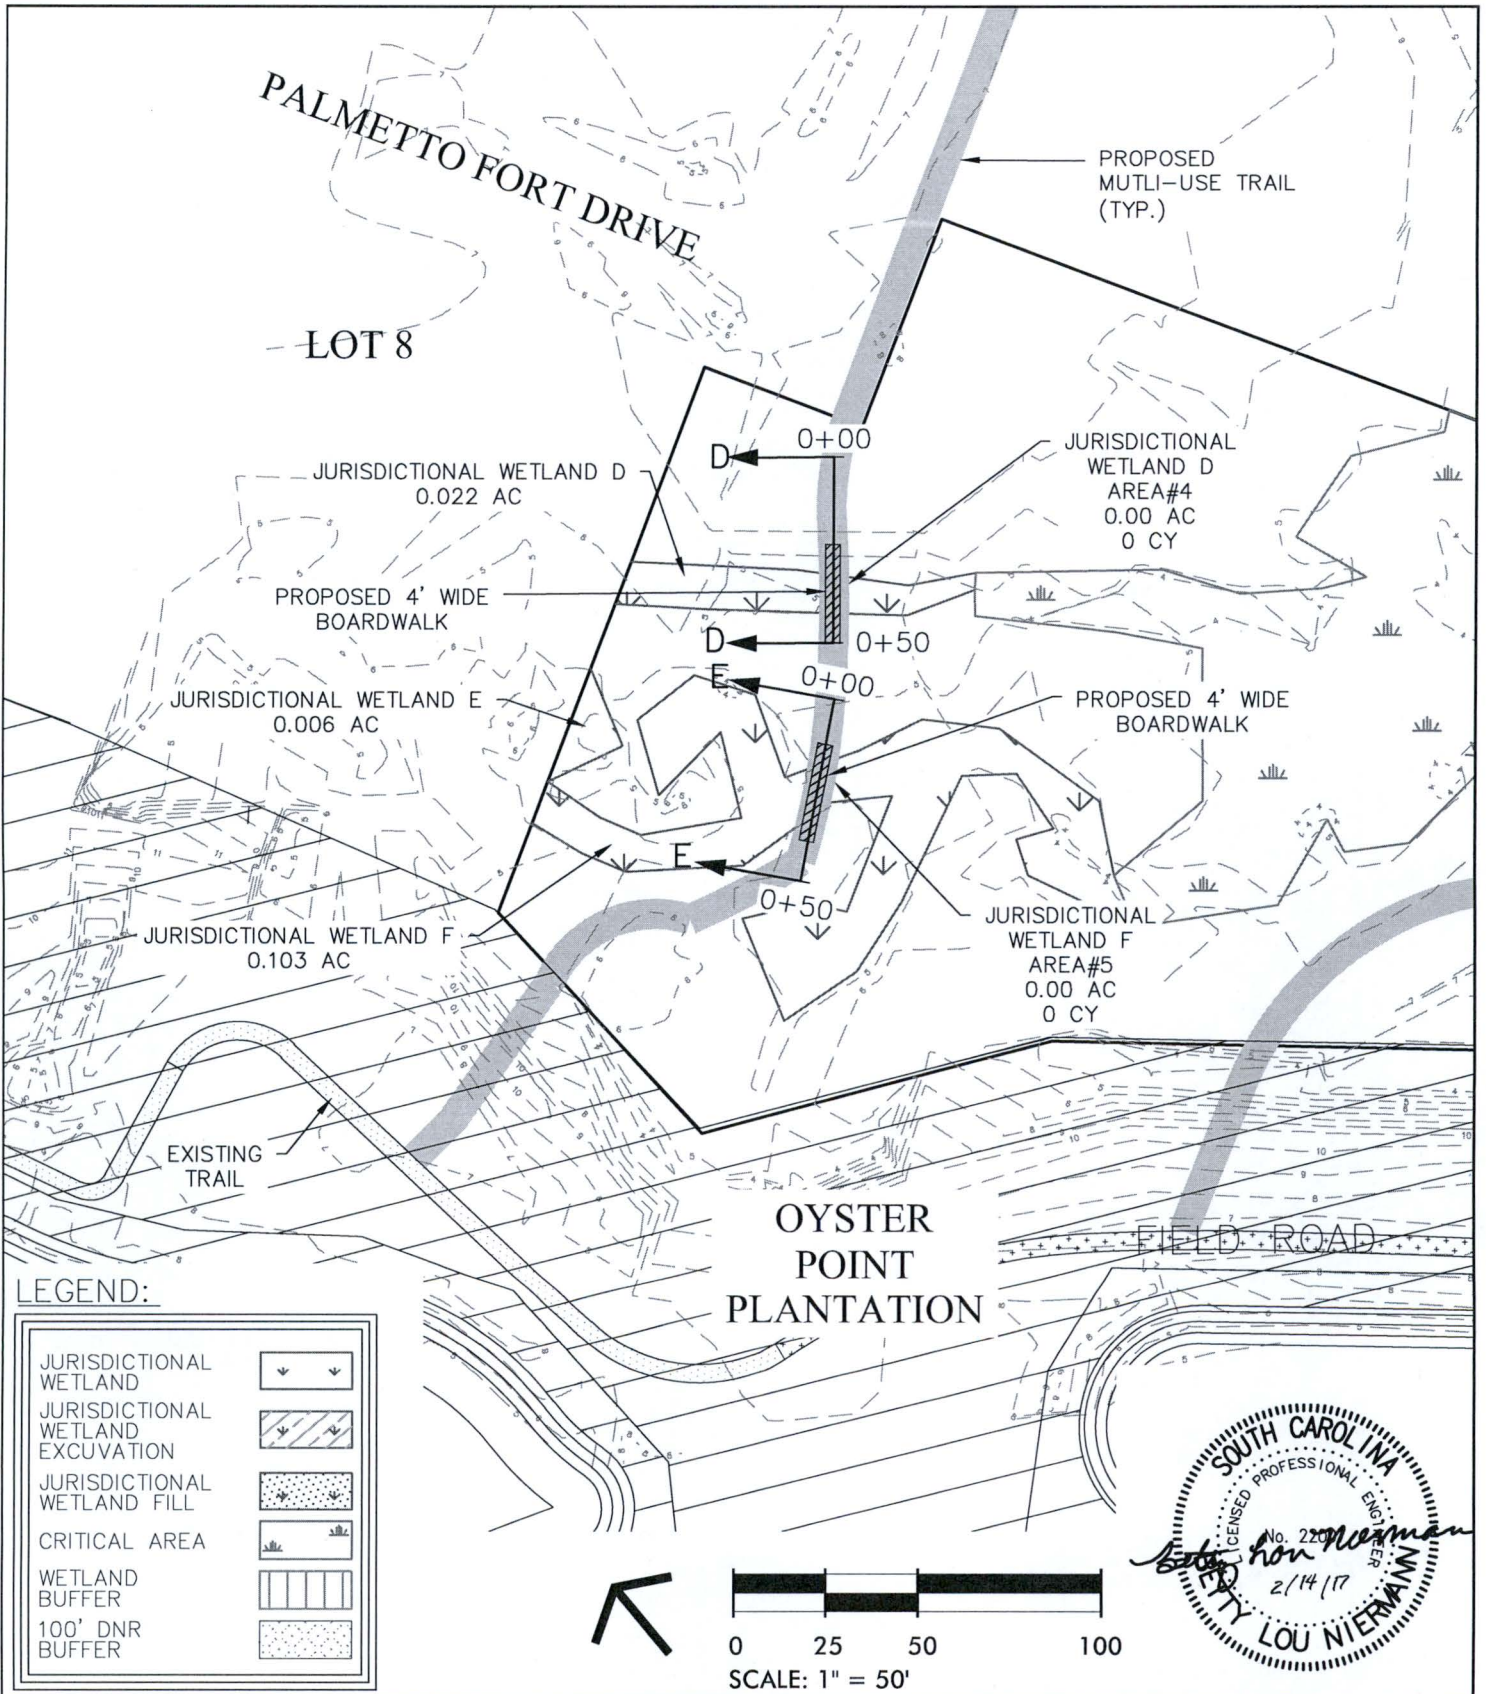 PALMETTO FORT DRIVE
LOT 8
PROPOSED
MUTLI-USE TRAIL
(TYP.)
0+00
D
JURISDICTIONAL WETLAND D
0.022 AC
JURISDICTIONAL
WETLAND D
AREA#4
0.00 AC
0 CY
PROPOSED 4' WIDE
BOARDWALK
D
0+50
E
0+00
JURISDICTIONAL WETLAND E
0.006 AC
PROPOSED 4' WIDE
BOARDWALK
E
0+50
JURISDICTIONAL WETLAND F
0.103 AC
JURISDICTIONAL
WETLAND F
AREA#5
0.00 AC
0 CY
EXISTING
TRAIL
OYSTER
POINT
PLANTATION
FIELD ROAD
LEGEND:
JURISDICTIONAL
WETLAND
JURISDICTIONAL
WETLAND
EXCUVATION
JURISDICTIONAL
WETLAND FILL
CRITICAL AREA
WETLAND
BUFFER
100' DNR
BUFFER
0 25 50 100
SCALE: 1" = 50'
SOUTH CAROLINA
LICENSED PROFESSIONAL ENGINEER
No.
2/14/17
BETTY LOU NIERMANN